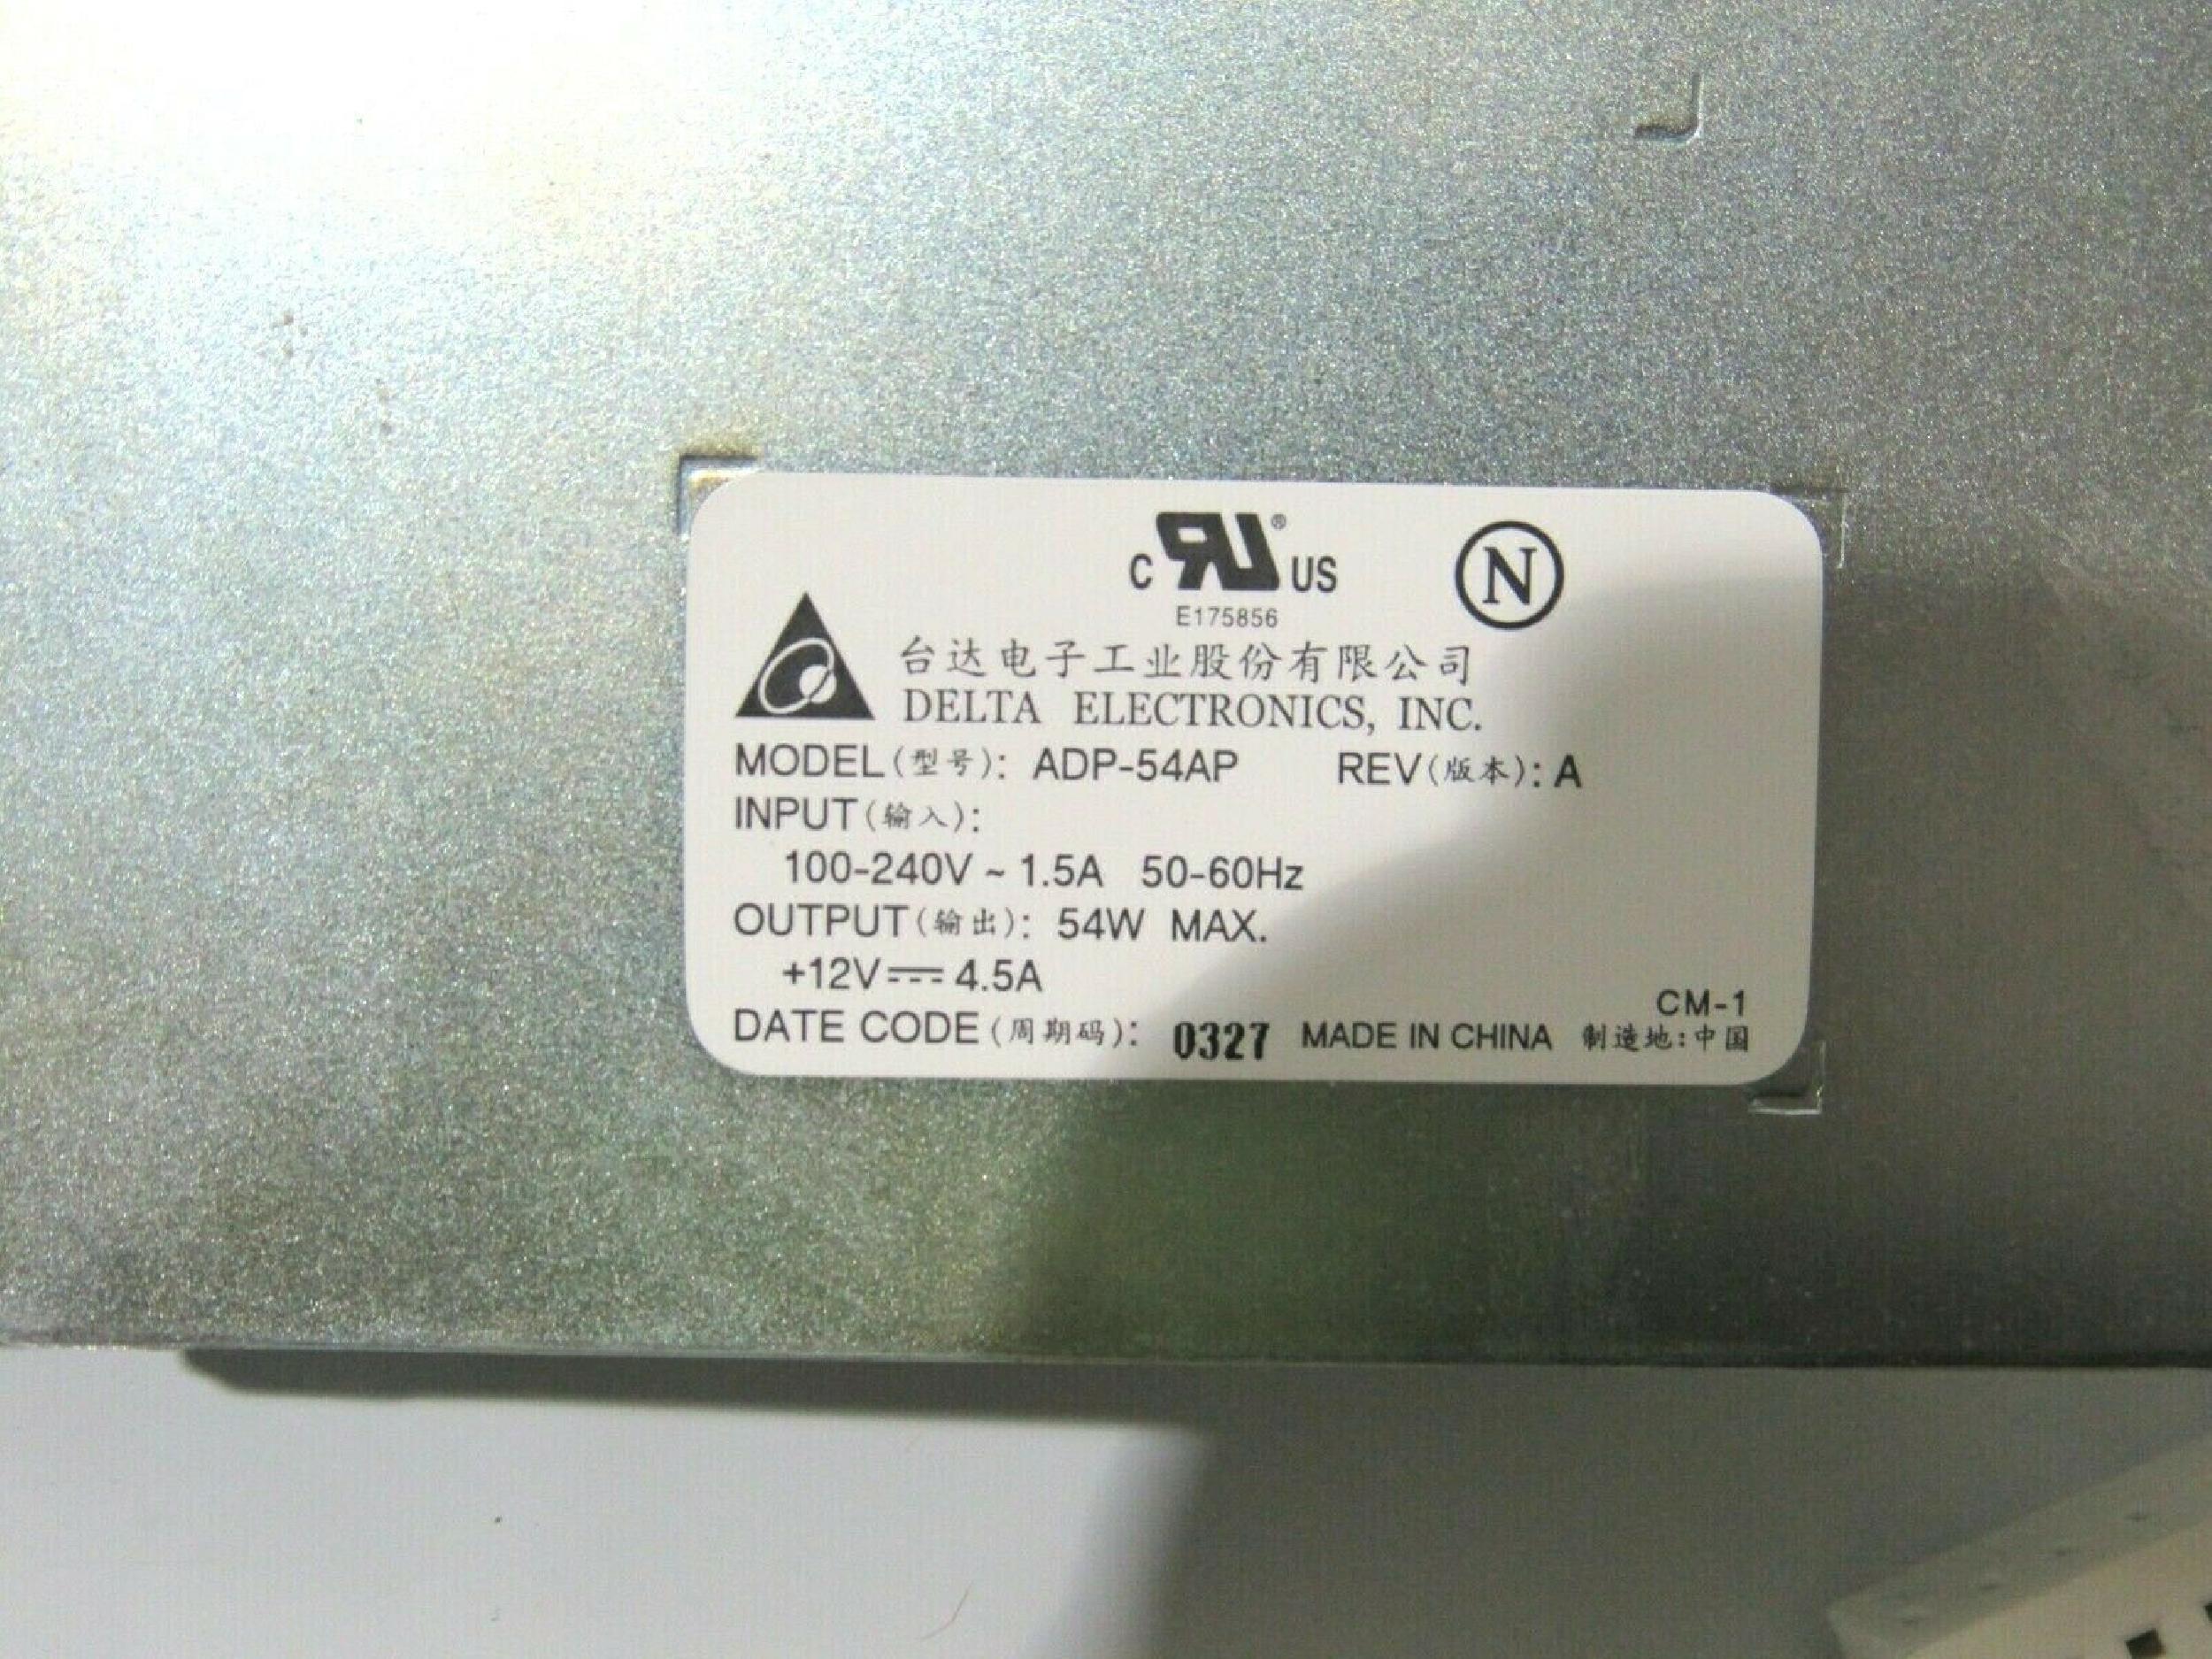 C RU® US
N
E175856
台达电子工业股份有限公司
DELTA ELECTRONICS, INC.
MODEL(型号): ADP-54AP REV(版本): A
INPUT(输入):
100-240V ~ 1.5A 50-60Hz
OUTPUT(输出): 54W MAX.
+12V⎓4.5A
CM-1
DATE CODE(周期码): 0327 MADE IN CHINA 制造地:中国